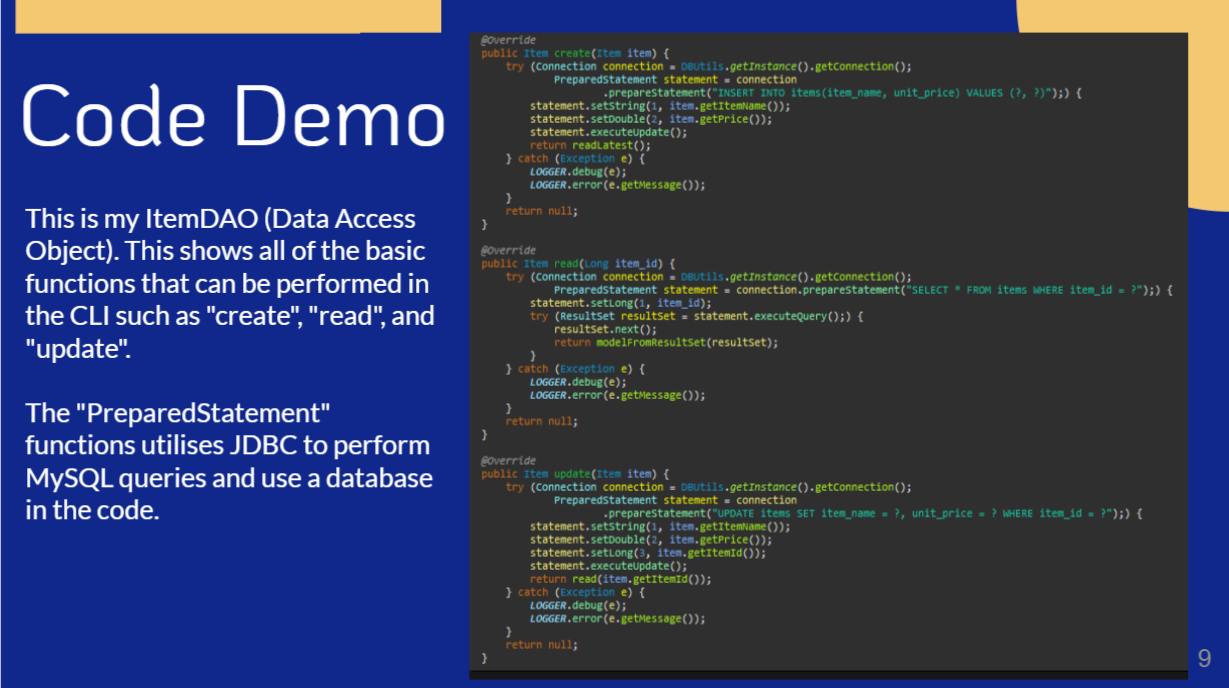 Code Demo
This is my ItemDAO (Data Access
Object). This shows all of the basic
functions that can be performed in
the CLI such as "create", "read", and
"update".
The "PreparedStatement"
functions utilises JDBC to perform
MySQL queries and use a database
in the code.
@Override
public Item create(Item item) {
try (Connection connection = DBUtils.getInstance().getConnection();
PreparedStatement statement = connection
.prepareStatement("INSERT INTO items(item_name, unit_price) VALUES (?, ?)");) {
statement.setString(1, item.getItemName());
statement.setDouble(2, item.getPrice());
statement.executeUpdate();
return readLatest();
} catch (Exception e) {
LOGGER.debug(e);
LOGGER.error(e.getMessage());
}
return null;
}
@Override
public Item read(Long item_id) {
try (Connection connection = DBUtils.getInstance().getConnection();
PreparedStatement statement = connection.prepareStatement("SELECT * FROM items WHERE item_id = ?");) {
statement.setLong(1, item_id);
try (ResultSet resultSet = statement.executeQuery();) {
resultSet.next();
return modelFromResultSet(resultSet);
}
} catch (Exception e) {
LOGGER.debug(e);
LOGGER.error(e.getMessage());
}
return null;
}
@Override
public Item update(Item item) {
try (Connection connection = DBUtils.getInstance().getConnection();
PreparedStatement statement = connection
.prepareStatement("UPDATE items SET item_name = ?, unit_price = ? WHERE item_id = ?");) {
statement.setString(1, item.getItemName());
statement.setDouble(2, item.getPrice());
statement.setLong(3, item.getItemId());
statement.executeUpdate();
return read(item.getItemId());
} catch (Exception e) {
LOGGER.debug(e);
LOGGER.error(e.getMessage());
}
return null;
}
9